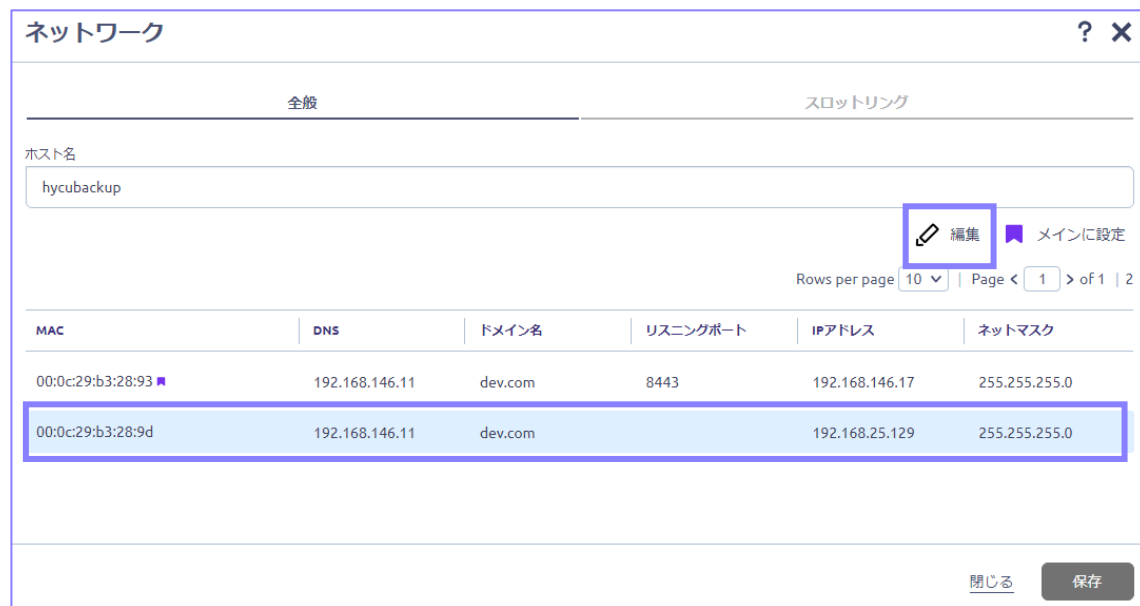 ネットワーク ? ×
全般 スロットリング
ホスト名
hycubackup
編集 メインに設定
Rows per page 10 | Page < 1 > of 1 | 2
MAC DNS ドメイン名 リスニングポート IPアドレス ネットマスク
00:0c:29:b3:28:93 192.168.146.11 dev.com 8443 192.168.146.17 255.255.255.0
00:0c:29:b3:28:9d 192.168.146.11 dev.com 192.168.25.129 255.255.255.0
閉じる 保存